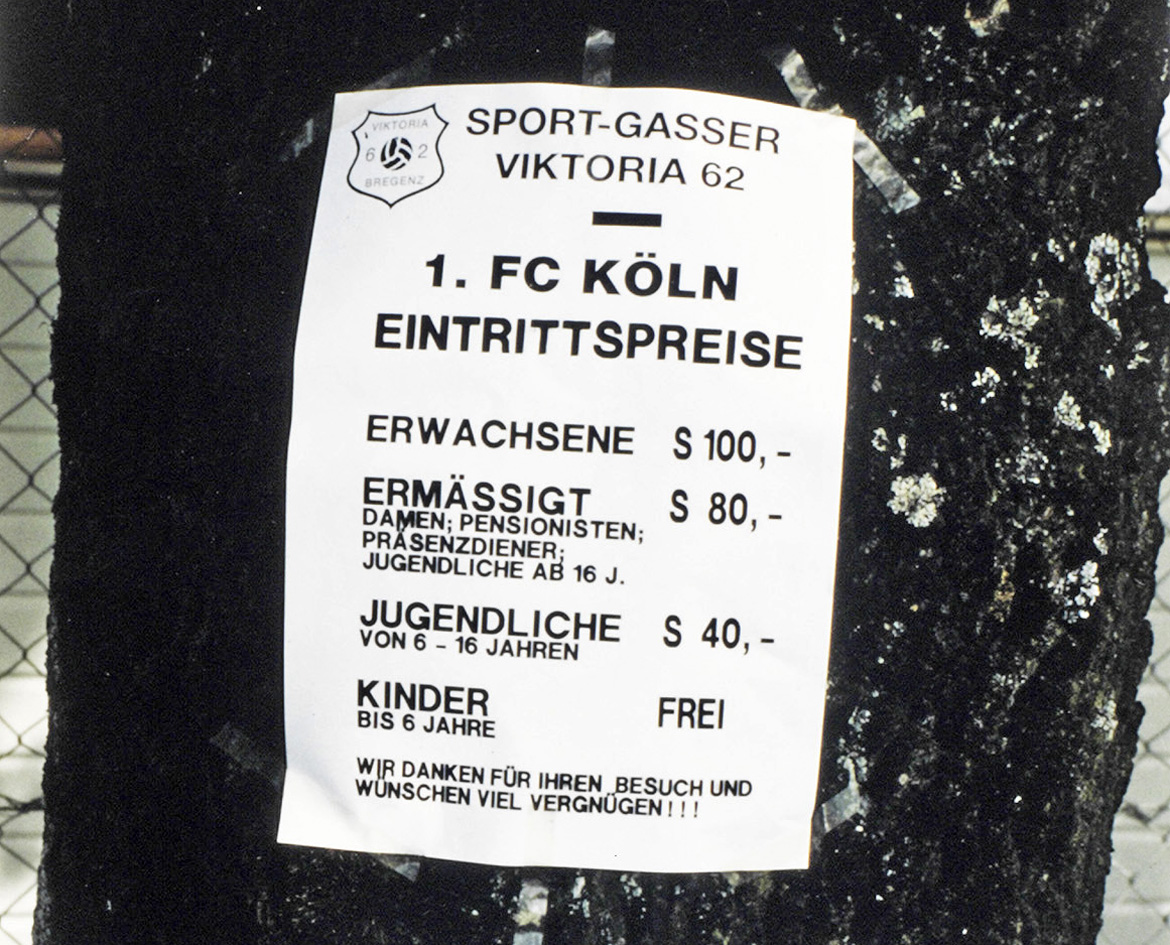 VIKTORIA
6 2
BREGENZ
SPORT-GASSER
VIKTORIA 62
–
1. FC KÖLN
EINTRITTSPREISE
ERWACHSENE S 100,-
ERMÄSSIGT S 80,-
DAMEN; PENSIONISTEN;
PRÄSENZDIENER;
JUGENDLICHE AB 16 J.
JUGENDLICHE S 40,-
VON 6 - 16 JAHREN
KINDER FREI
BIS 6 JAHRE
WIR DANKEN FÜR IHREN BESUCH UND
WÜNSCHEN VIEL VERGNÜGEN!!!